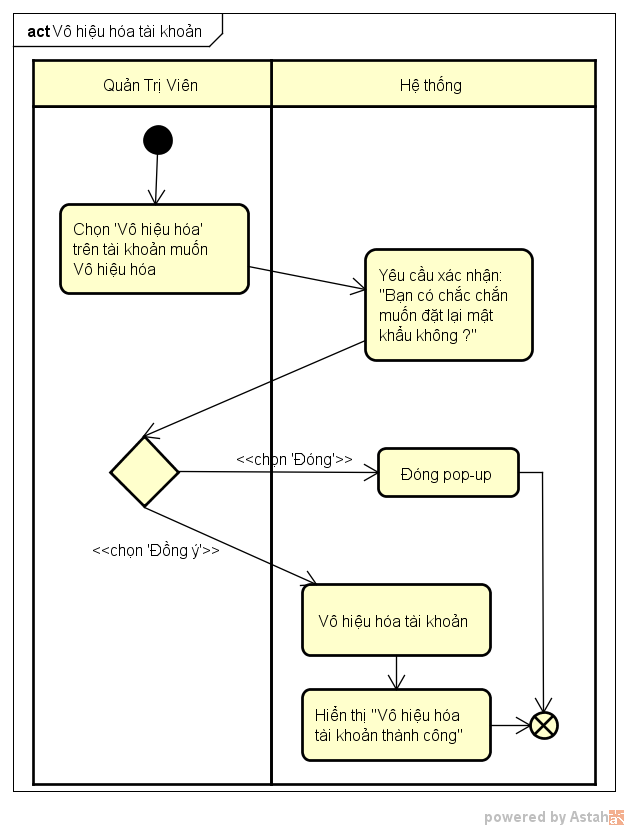 act Vô hiệu hóa tài khoản
Quản Trị Viên
Hệ thống
Chọn 'Vô hiệu hóa'
trên tài khoản muốn
Vô hiệu hóa
Yêu cầu xác nhận:
"Bạn có chắc chắn
muốn đặt lại mật
khẩu không ?"
<<chọn 'Đóng'>>
Đóng pop-up
<<chọn 'Đồng ý'>>
Vô hiệu hóa tài khoản
Hiển thị "Vô hiệu hóa
tài khoản thành công"
powered by Astah